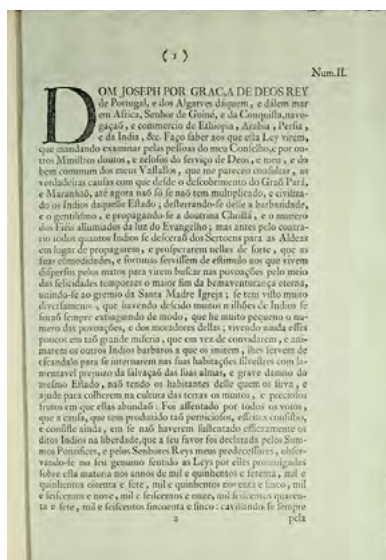 ( 1 )
Num.II.
DOM JOSEPH POR GRAC,A DE DEOS REY
de Portugal, e dos Algarves dáquem, e dálem mar
em Africa, Senhor de Guiné, e da Conquiſta, nave-
gaçaõ, e commercio de Ethiopia, Arabia, Perſia,
e da India, &c. Faço ſaber aos que eſta Ley virem,
que mandando examinar pelas peſſoas do meu Conſelho, e por ou-
tros Miniſtros doutos, e zeloſos do ſerviço de Deos, e meu, e do
bem commum dos meus Vaſſallos, que me pareceo conſultar, as
verdadeiras cauſas com que deſde o deſcobrimento do Graõ Pará,
e Maranhaõ, até agora naõ ſó ſe naõ tem multiplicado, e civiliza-
do os Indios daquelle Eſtado; deſterrando-ſe delle a barbaridade,
e o gentiliſmo, e propagando-ſe a doutrina Chriſtã, e o numero
dos Fiéis allumiados da luz do Evangelho; mas antes pelo contra-
rio todos quantos Indios ſe deſceraõ dos Sertoens para as Aldeas
em lugar de propagarem, e proſperarem nellas de ſorte, que as
ſuas cõmodidades, e fortunas ſerviſſem de eſtimulo aos que vivem
diſperſos pelos matos para virem buſcar nas povoações pelo meio
das felicidades temporaes o maior fim da bemaventurança eterna,
unindo-ſe ao gremio da Santa Madre Igreja; ſe tem viſto muito
diverſamente, que havendo deſcido muitos milhões de Indios ſe
foraõ ſempre extinguindo de modo, que he muito pequeno o nu-
mero das povoações, e dos moradores dellas; vivendo ainda eſſes
poucos em taõ grande miſeria, que em vez de convidarem, e ani-
marem os outros Indios barbaros a que os imitem, lhes ſervem de
eſcandalo para ſe internarem nas ſuas habitações ſilveſtres com la-
mentavel prejuizo da ſalvaçaõ das ſuas almas, e grave damno do
meſmo Eſtado, naõ tendo os habitantes delle quem os ſirva, e
ajude para colherem na cultura das terras os muitos, e precioſos
frutos em que ellas abundaõ. Foi aſſentado por todos os votos,
que a cauſa, que tem produzido taõ pernicioſos, effeitos conſiſtio,
e conſiſte ainda, em ſe naõ haverem ſuſtentado efficazmente os
ditos Indios na liberdade, que a ſeu favor foi declarada pelos Sum-
mos Pontifices, e pelos Senhores Reys meus predeceſſores, obſer-
vando-ſe no ſeu genuino ſentido as Leys por elles promulgadas
ſobre eſta materia nos annos de mil e quinhentos e ſetenta, mil e
quinhentos oitenta e ſete, mil e quinhentos noventa e ſinco, mil
e ſeiſcentos e nove, mil e ſeiſcentos e onze, mil ſeiſcentos quaren-
ta e ſete, mil e ſeiſcentos ſincoenta e ſinco: cavilando-ſe ſempre
a
pela